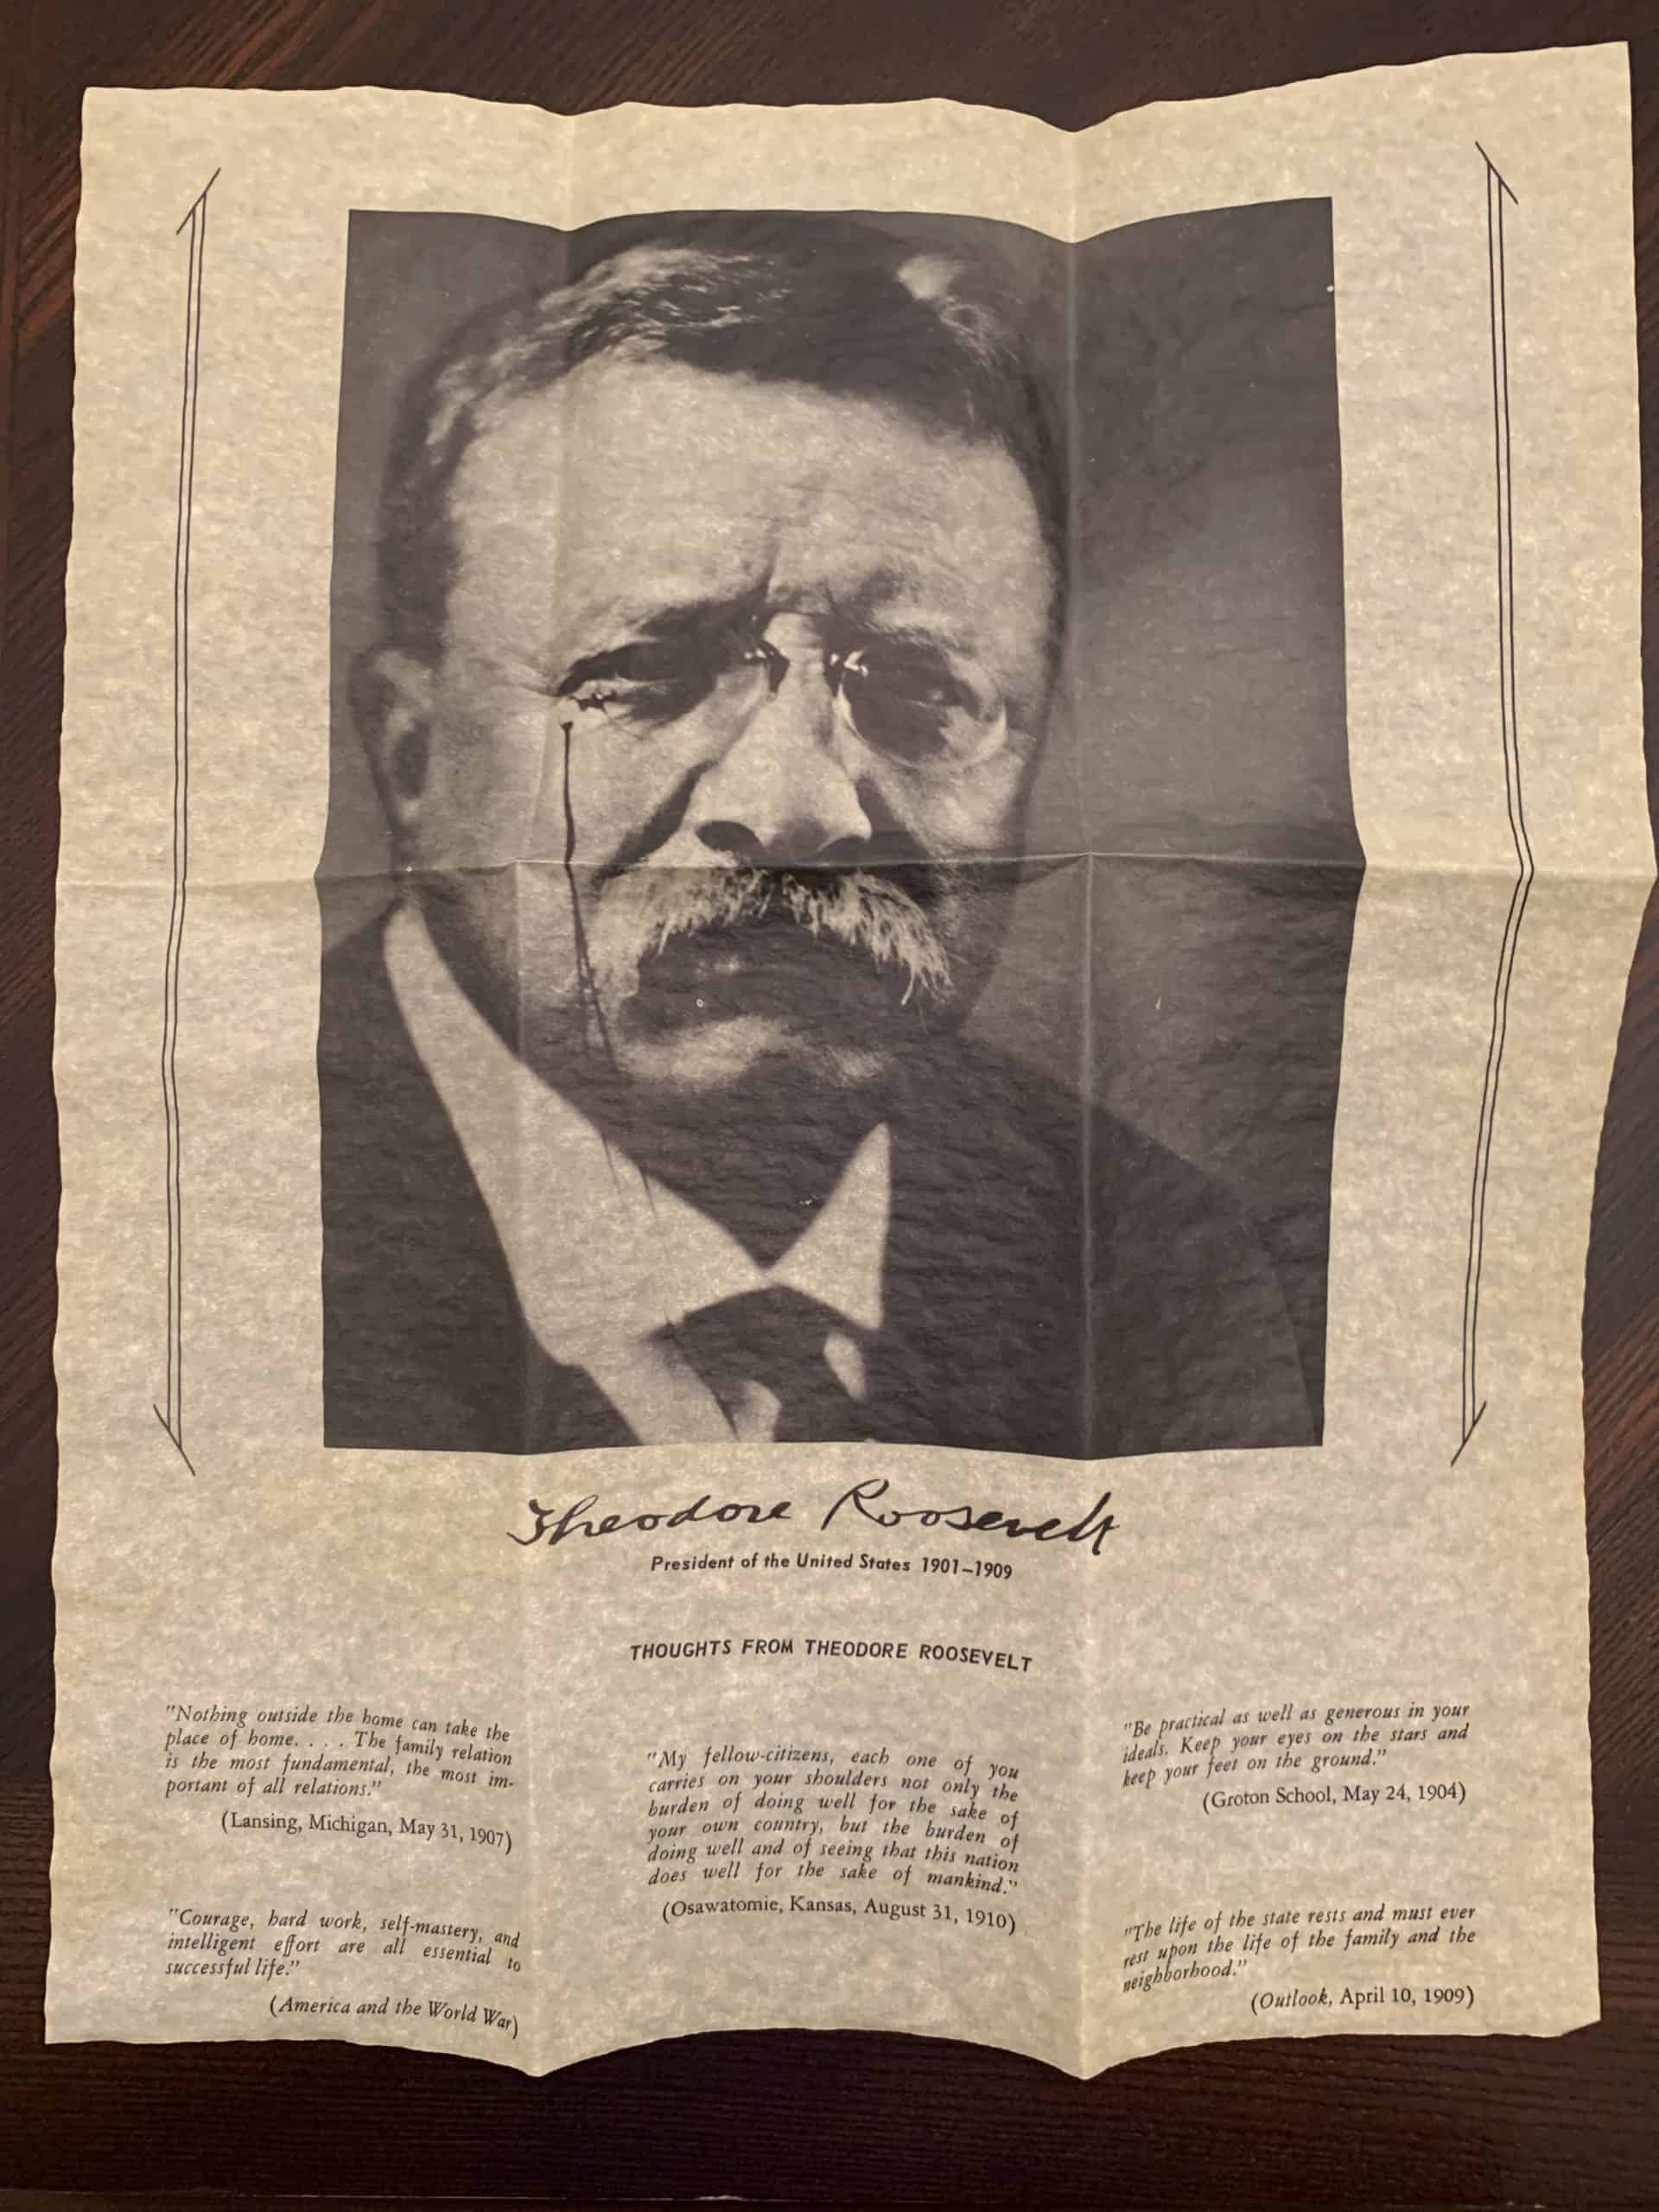 Theodore Roosevelt
President of the United States 1901–1909
THOUGHTS FROM THEODORE ROOSEVELT
"Nothing outside the home can take the
place of home. . . . The family relation
is the most fundamental, the most im-
portant of all relations."
(Lansing, Michigan, May 31, 1907)
"Courage, hard work, self-mastery, and
intelligent effort are all essential to
successful life."
(America and the World War)
"My fellow-citizens, each one of you
carries on your shoulders not only the
burden of doing well for the sake of
your own country, but the burden of
doing well and of seeing that this nation
does well for the sake of mankind."
(Osawatomie, Kansas, August 31, 1910)
"Be practical as well as generous in your
ideals. Keep your eyes on the stars and
keep your feet on the ground."
(Groton School, May 24, 1904)
"The life of the state rests and must ever
rest upon the life of the family and the
neighborhood."
(Outlook, April 10, 1909)